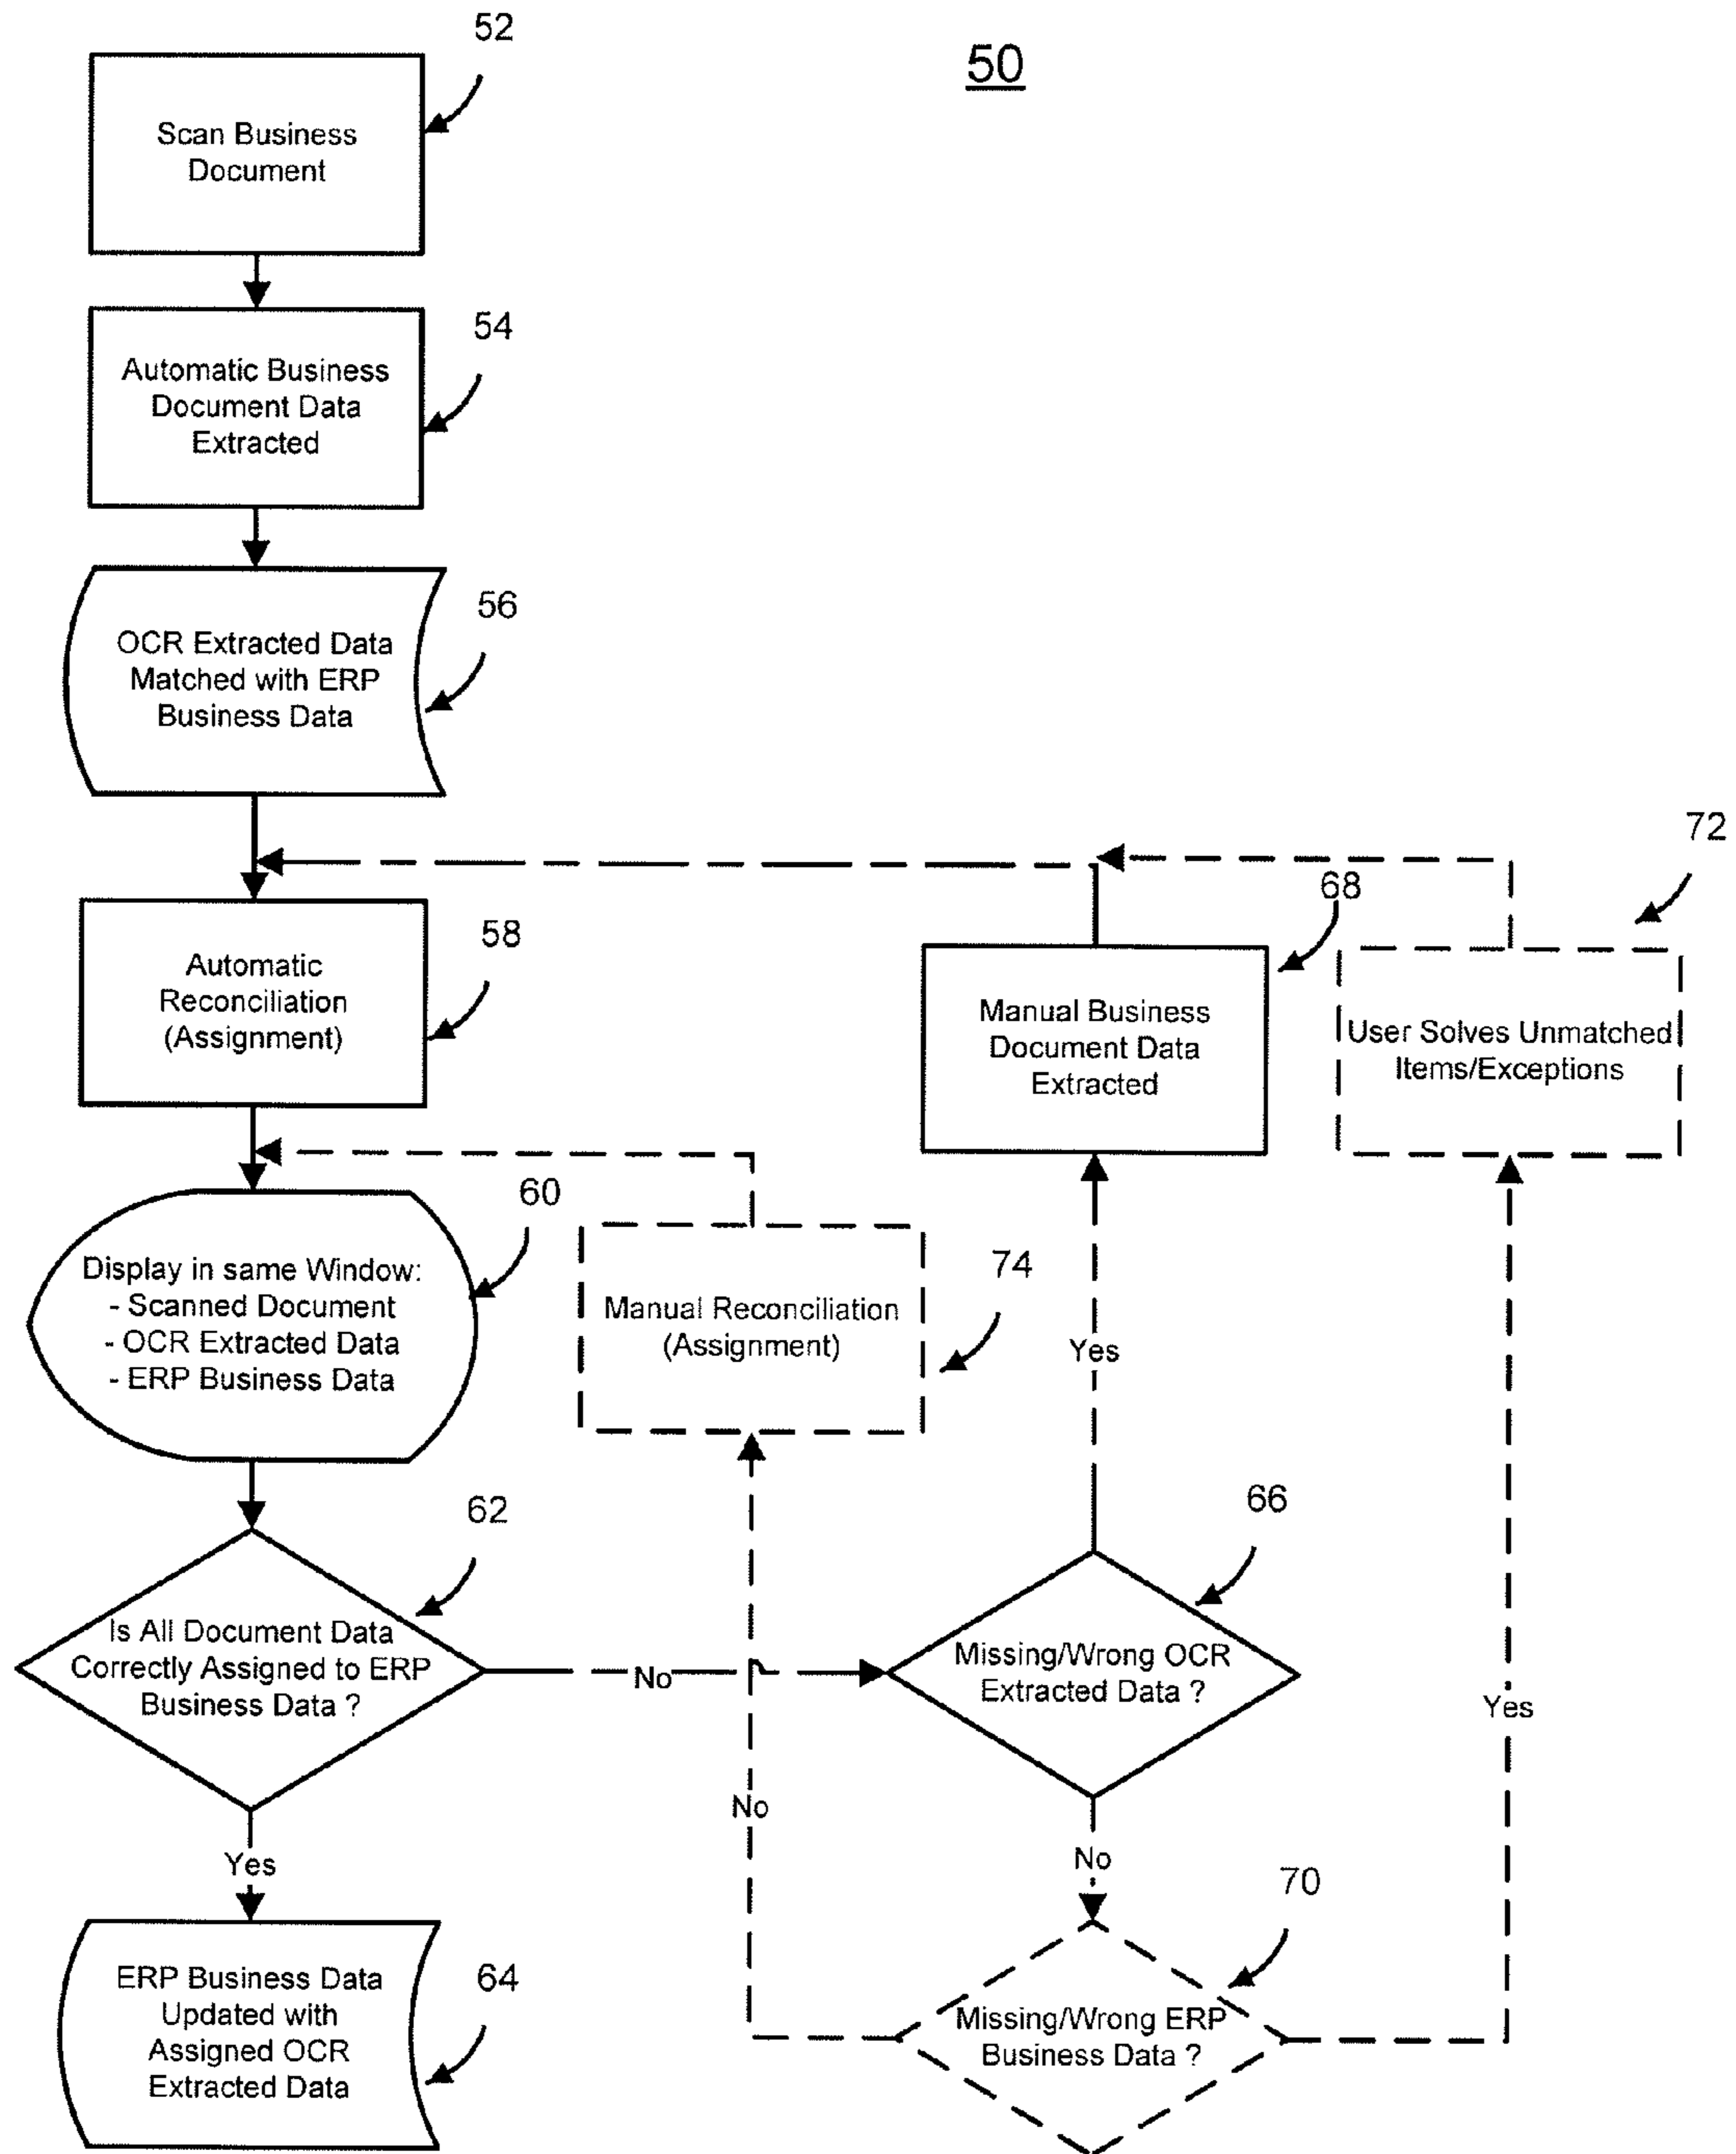 50
52
Scan Business
Document
54
Automatic Business
Document Data
Extracted
56
OCR Extracted Data
Matched with ERP
Business Data
58
Automatic
Reconciliation
(Assignment)
68
Manual Business
Document Data
Extracted
72
User Solves Unmatched
Items/Exceptions
60
Display in same Window:
- Scanned Document
- OCR Extracted Data
- ERP Business Data
74
Manual Reconciliation
(Assignment)
Yes
62
Is All Document Data
Correctly Assigned to ERP
Business Data ?
No
66
Missing/Wrong OCR
Extracted Data ?
Yes
No
Yes
No
64
ERP Business Data
Updated with
Assigned OCR
Extracted Data
70
Missing/Wrong ERP
Business Data ?